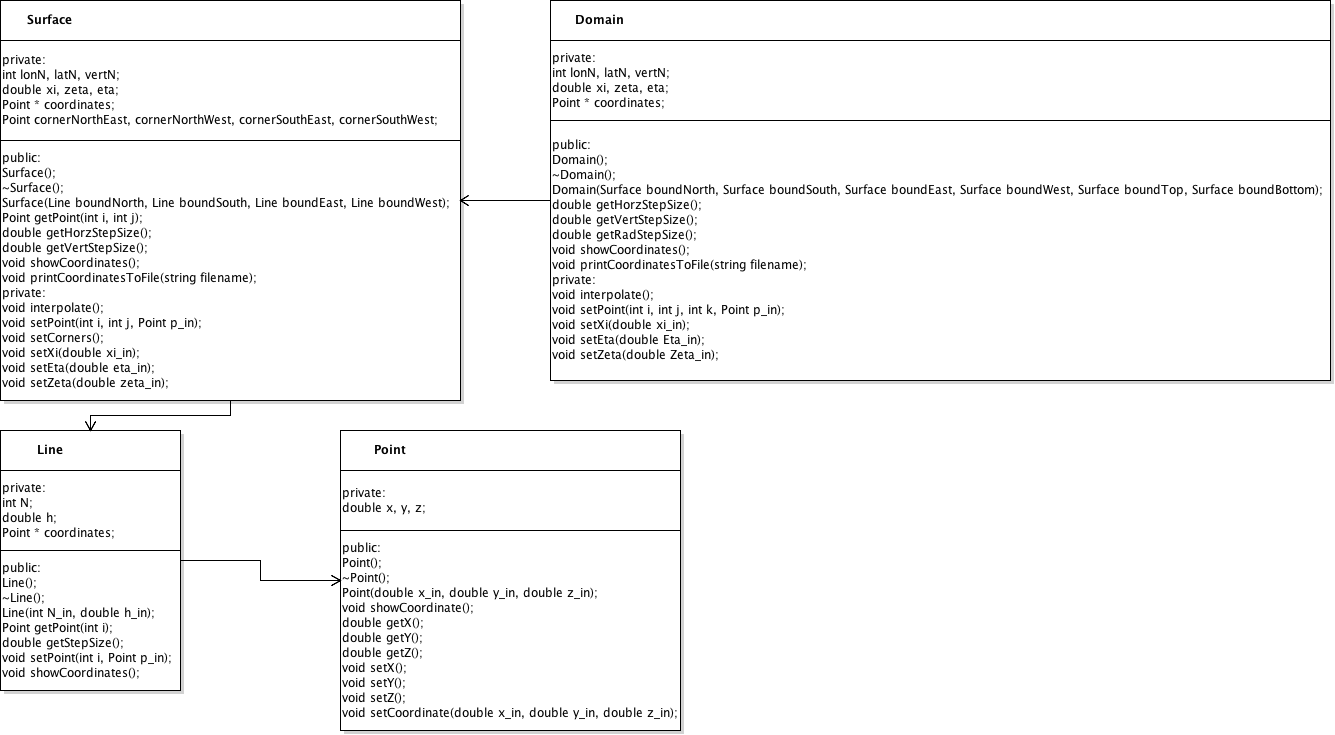 Surface
private:
int lonN, latN, vertN;
double xi, zeta, eta;
Point * coordinates;
Point cornerNorthEast, cornerNorthWest, cornerSouthEast, cornerSouthWest;
public:
Surface();
~Surface();
Surface(Line boundNorth, Line boundSouth, Line boundEast, Line boundWest);
Point getPoint(int i, int j);
double getHorzStepSize();
double getVertStepSize();
void showCoordinates();
void printCoordinatesToFile(string filename);
private:
void interpolate();
void setPoint(int i, int j, Point p_in);
void setCorners();
void setXi(double xi_in);
void setEta(double eta_in);
void setZeta(double zeta_in);
Domain
private:
int lonN, latN, vertN;
double xi, zeta, eta;
Point * coordinates;
public:
Domain();
~Domain();
Domain(Surface boundNorth, Surface boundSouth, Surface boundEast, Surface boundWest, Surface boundTop, Surface boundBottom);
double getHorzStepSize();
double getVertStepSize();
double getRadStepSize();
void showCoordinates();
void printCoordinatesToFile(string filename);
private:
void interpolate();
void setPoint(int i, int j, int k, Point p_in);
void setXi(double xi_in);
void setEta(double Eta_in);
void setZeta(double Zeta_in);
Line
private:
int N;
double h;
Point * coordinates;
public:
Line();
~Line();
Line(int N_in, double h_in);
Point getPoint(int i);
double getStepSize();
void setPoint(int i, Point p_in);
void showCoordinates();
Point
private:
double x, y, z;
public:
Point();
~Point();
Point(double x_in, double y_in, double z_in);
void showCoordinate();
double getX();
double getY();
double getZ();
void setX();
void setY();
void setZ();
void setCoordinate(double x_in, double y_in, double z_in);